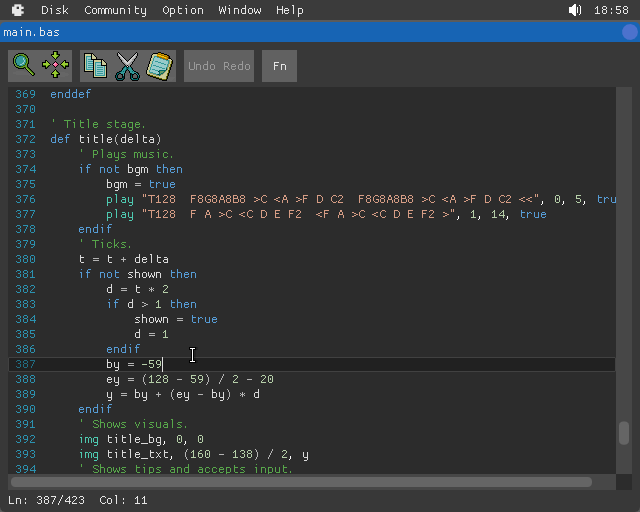 Disk Community Option Window Help 18:58
main.bas
Undo Redo Fn
369 enddef
370
371 ' Title stage.
372 def title(delta)
373     ' Plays music.
374     if not bgm then
375         bgm = true
376         play "T128  F8G8A8B8 >C <A >F D C2  F8G8A8B8 >C <A >F D C2 <<", 0, 5, tru
377         play "T128  F A >C <C D E F2  <F A >C <C D E F2 >", 1, 14, true
378     endif
379     ' Ticks.
380     t = t + delta
381     if not shown then
382         d = t * 2
383         if d > 1 then
384             shown = true
385             d = 1
386         endif
387         by = -59
388         ey = (128 - 59) / 2 - 20
389         y = by + (ey - by) * d
390     endif
391     ' Shows visuals.
392     img title_bg, 0, 0
393     img title_txt, (160 - 138) / 2, y
394     ' Shows tips and accepts input.
Ln: 387/423  Col: 11